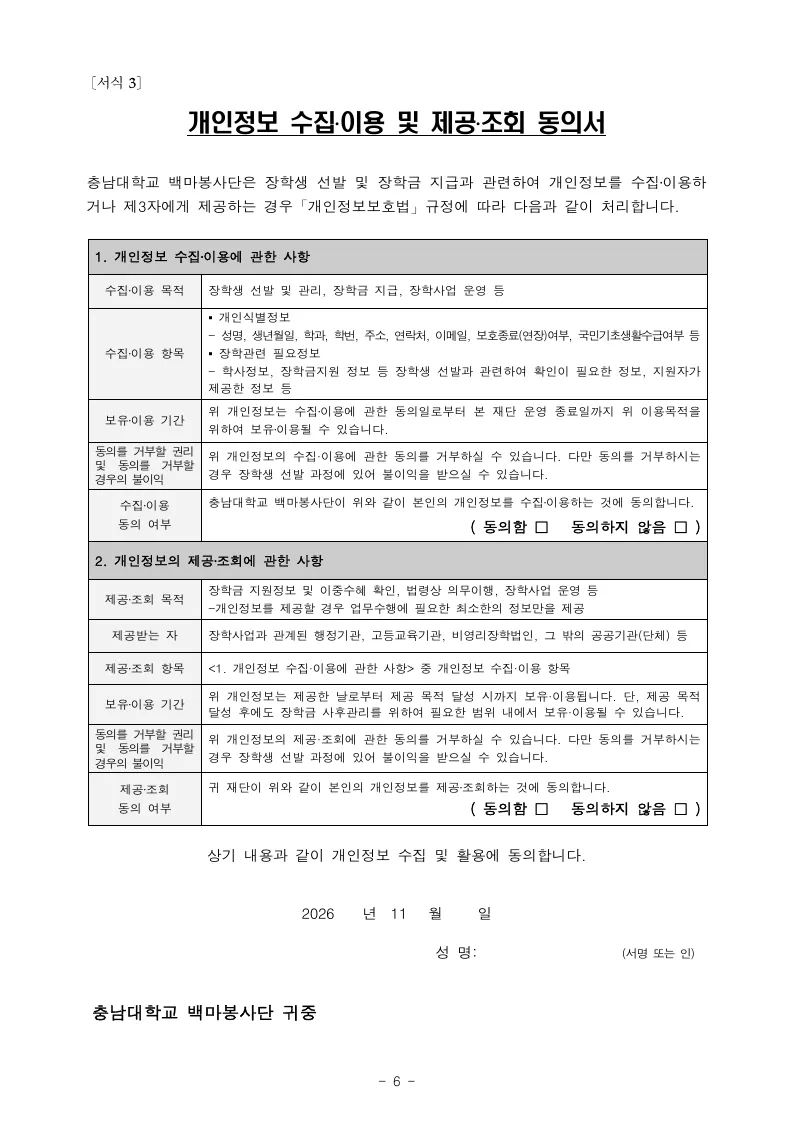 [서식 3]
개인정보 수집·이용 및 제공·조회 동의서
충남대학교 백마봉사단은 장학생 선발 및 장학금 지급과 관련하여 개인정보를 수집·이용하
거나 제3자에게 제공하는 경우「개인정보보호법」규정에 따라 다음과 같이 처리합니다.
1. 개인정보 수집·이용에 관한 사항
수집·이용 목적
장학생 선발 및 관리, 장학금 지급, 장학사업 운영 등
수집·이용 항목
▪ 개인식별정보
- 성명, 생년월일, 학과, 학번, 주소, 연락처, 이메일, 보호종료(연장)여부, 국민기초생활수급여부 등
▪ 장학관련 필요정보
- 학사정보, 장학금지원 정보 등 장학생 선발과 관련하여 확인이 필요한 정보, 지원자가
제공한 정보 등
보유·이용 기간
위 개인정보는 수집·이용에 관한 동의일로부터 본 재단 운영 종료일까지 위 이용목적을
위하여 보유·이용될 수 있습니다.
동의를 거부할 권리
및 동의를 거부할
경우의 불이익
위 개인정보의 수집·이용에 관한 동의를 거부하실 수 있습니다. 다만 동의를 거부하시는
경우 장학생 선발 과정에 있어 불이익을 받으실 수 있습니다.
수집·이용
동의 여부
충남대학교 백마봉사단이 위와 같이 본인의 개인정보를 수집·이용하는 것에 동의합니다.
( 동의함 □ 동의하지 않음 □ )
2. 개인정보의 제공·조회에 관한 사항
제공·조회 목적
장학금 지원정보 및 이중수혜 확인, 법령상 의무이행, 장학사업 운영 등
-개인정보를 제공할 경우 업무수행에 필요한 최소한의 정보만을 제공
제공받는 자
장학사업과 관계된 행정기관, 고등교육기관, 비영리장학법인, 그 밖의 공공기관(단체) 등
제공·조회 항목
<1. 개인정보 수집·이용에 관한 사항> 중 개인정보 수집·이용 항목
보유·이용 기간
위 개인정보는 제공한 날로부터 제공 목적 달성 시까지 보유·이용됩니다. 단, 제공 목적
달성 후에도 장학금 사후관리를 위하여 필요한 범위 내에서 보유·이용될 수 있습니다.
동의를 거부할 권리
및 동의를 거부할
경우의 불이익
위 개인정보의 제공·조회에 관한 동의를 거부하실 수 있습니다. 다만 동의를 거부하시는
경우 장학생 선발 과정에 있어 불이익을 받으실 수 있습니다.
제공·조회
동의 여부
귀 재단이 위와 같이 본인의 개인정보를 제공·조회하는 것에 동의합니다.
( 동의함 □ 동의하지 않음 □ )
상기 내용과 같이 개인정보 수집 및 활용에 동의합니다.
2026 년 11 월 일
성 명: (서명 또는 인)
충남대학교 백마봉사단 귀중
- 6 -